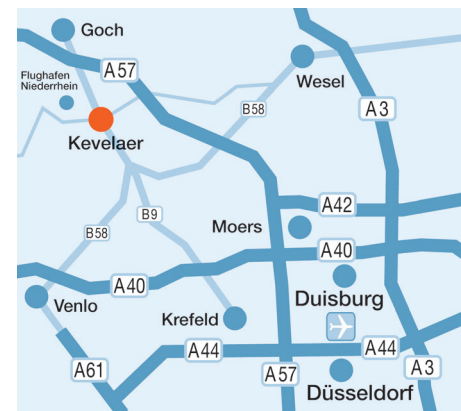 Goch
A57
Flughafen
Niederrhein
Wesel
B58
A3
Kevelaer
A42
Moers
B58
B9
A40
A40
Venlo
Duisburg
Krefeld
A44
A44
A61
A57
Düsseldorf
A3